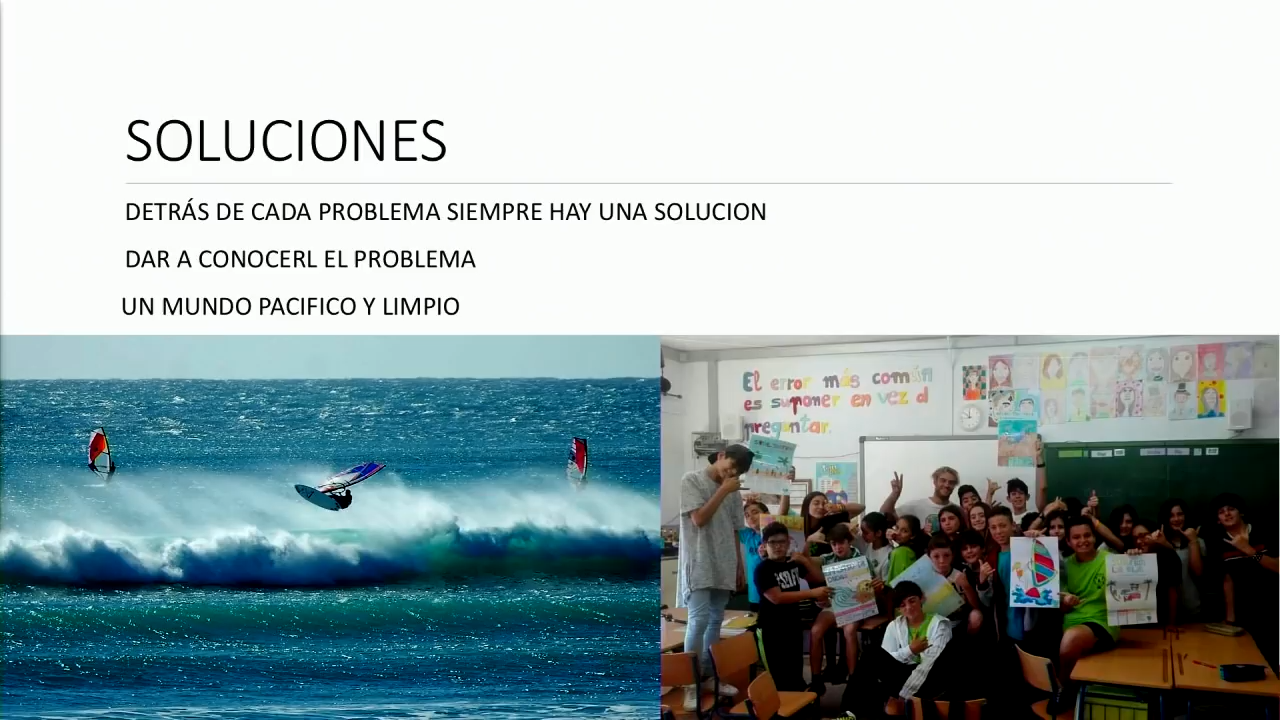 SOLUCIONES
DETRÁS DE CADA PROBLEMA SIEMPRE HAY UNA SOLUCION
DAR A CONOCERL EL PROBLEMA
UN MUNDO PACIFICO Y LIMPIO
El error más común
es suponer en vez d
preguntar.